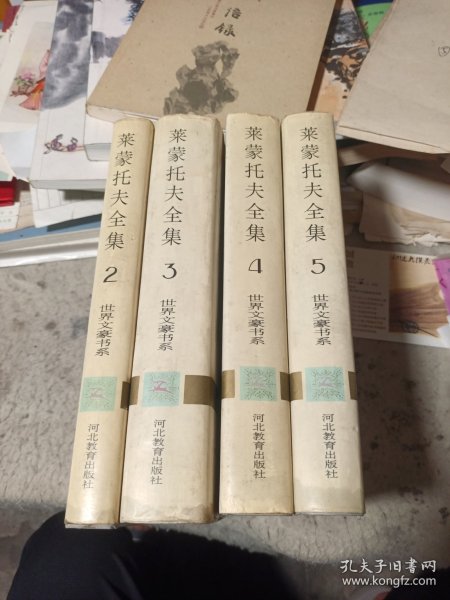 语录
莱蒙托夫全集
2
世界文豪书系
河北教育出版社
莱蒙托夫全集
3
世界文豪书系
河北教育出版社
莱蒙托夫全集
4
世界文豪书系
河北教育出版社
莱蒙托夫全集
5
世界文豪书系
河北教育出版社
孔夫子旧书网
www.kongfz.com